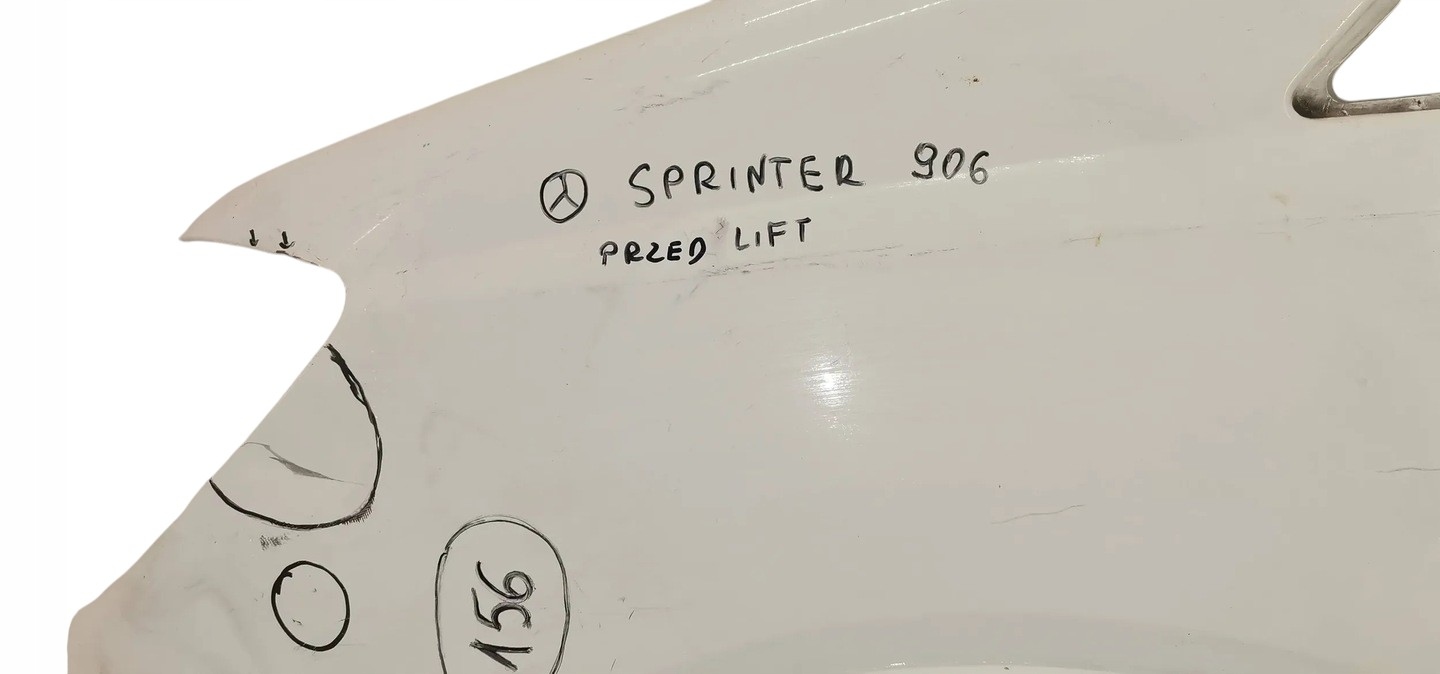 SPRINTER 906
PRZED LIFT
156